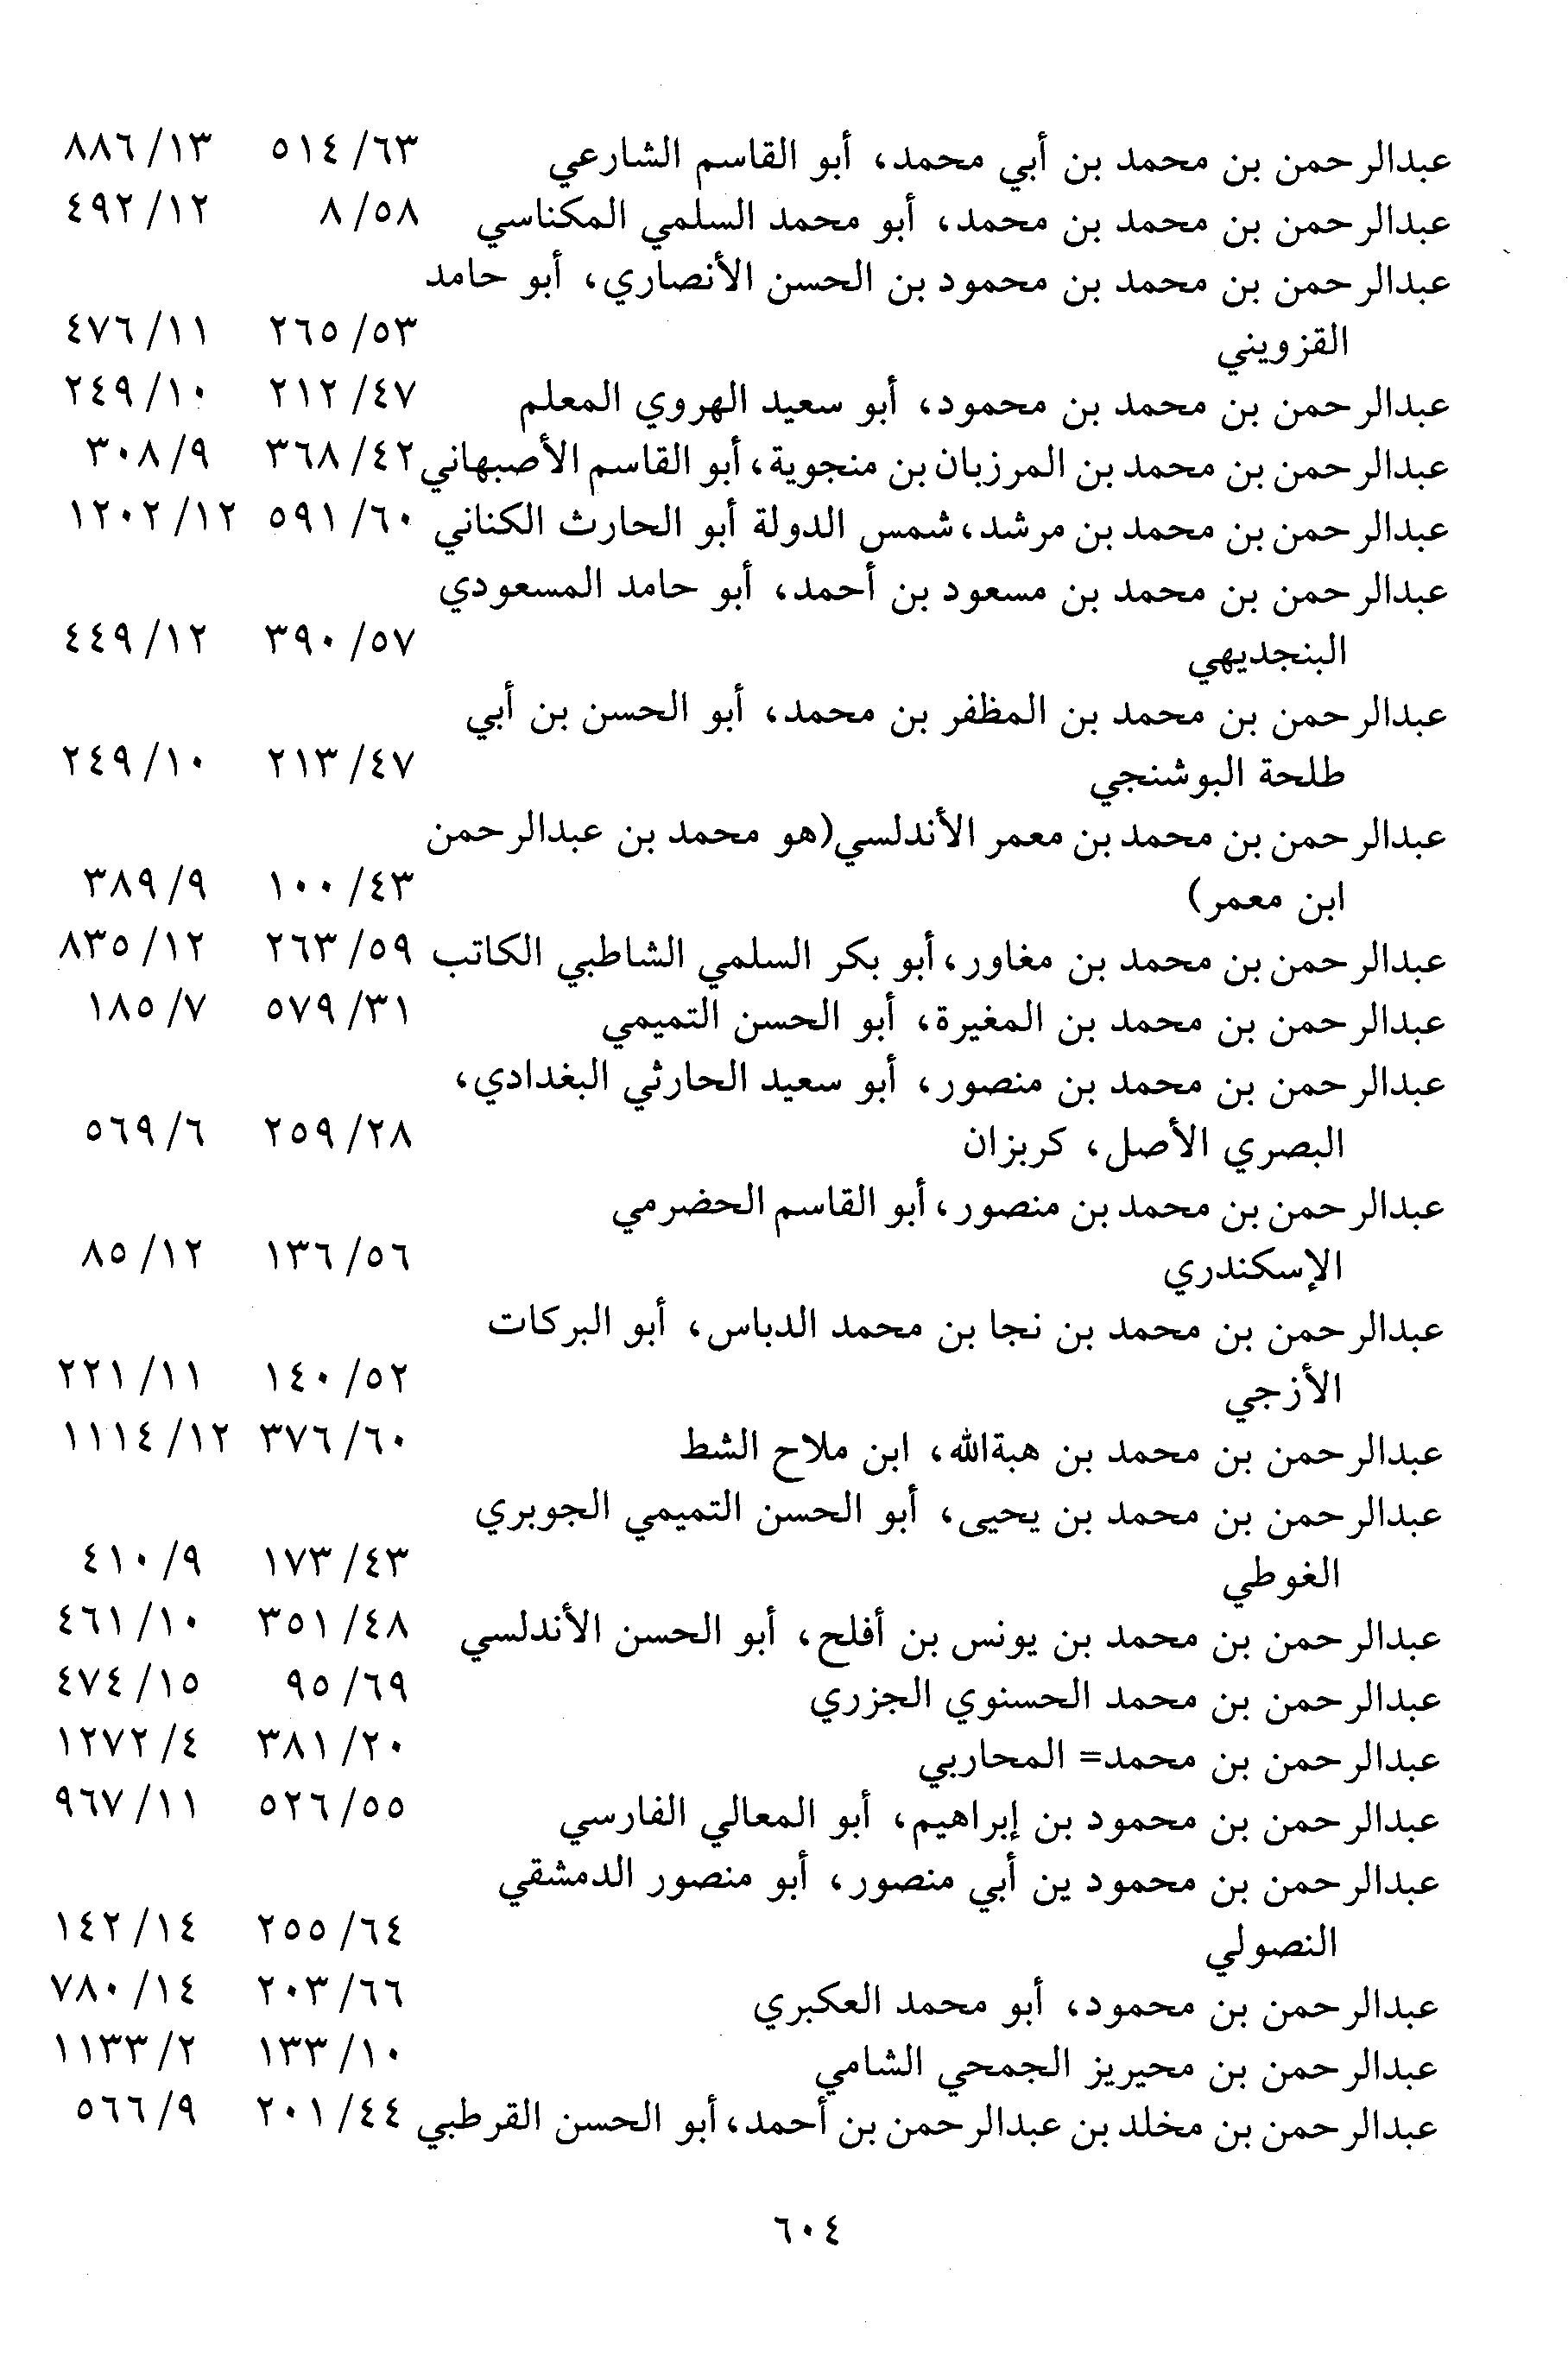 عبدالرحمن بن محمد بن أبي محمد، أبو القاسم الشارعي ٦٣/ ٥١٤ ١٣/ ٨٨٦
عبدالرحمن بن محمد بن محمد، أبو محمد السلمي المكناسي ٥٨/ ٨ ١٢/ ٤٩٢
عبدالرحمن بن محمد بن محمود بن الحسن الأنصاري، أبو حامد
القزويني ٥٣/ ٢٦٥ ١١/ ٤٧٦
عبدالرحمن بن محمد بن محمود، أبو سعيد الهروي المعلم ٤٧/ ٢١٢ ١٠/ ٢٤٩
عبدالرحمن بن محمد بن المرزبان بن منجوية، أبو القاسم الأصبهاني ٤٢/ ٣٦٨ ٩/ ٣٠٨
عبدالرحمن بن محمد بن مرشد، شمس الدولة أبو الحارث الكناني ٦٠/ ٥٩١ ١٢/ ١٢٠٢
عبدالرحمن بن محمد بن مسعود بن أحمد، أبو حامد المسعودي
البنجديهي ٥٧/ ٣٩٠ ١٢/ ٤٤٩
عبدالرحمن بن محمد بن المظفر بن محمد، أبو الحسن بن أبي
طلحة البوشنجي ٤٧/ ٢١٣ ١٠/ ٢٤٩
عبدالرحمن بن محمد بن معمر الأندلسي(هو محمد بن عبدالرحمن
ابن معمر) ٤٣/ ١٠٠ ٩/ ٣٨٩
عبدالرحمن بن محمد بن مغاور، أبو بكر السلمي الشاطبي الكاتب ٥٩/ ٢٦٣ ١٢/ ٨٣٥
عبدالرحمن بن محمد بن المغيرة، أبو الحسن التميمي ٣١/ ٥٧٩ ٧/ ١٨٥
عبدالرحمن بن محمد بن منصور، أبو سعيد الحارثي البغدادي،
البصري الأصل، كربزان ٢٨/ ٢٥٩ ٦/ ٥٦٩
عبدالرحمن بن محمد بن منصور، أبو القاسم الحضرمي
الإسكندري ٥٦/ ١٣٦ ١٢/ ٨٥
عبدالرحمن بن محمد بن نجا بن محمد الدباس، أبو البركات
الأزجي ٥٢/ ١٤٠ ١١/ ٢٢١
عبدالرحمن بن محمد بن هبةالله، ابن ملاح الشط ٦٠/ ٣٧٦ ١٢/ ١١١٤
عبدالرحمن بن محمد بن يحيى، أبو الحسن التميمي الجوبري
الغوطي ٤٣/ ١٧٣ ٩/ ٤١٠
عبدالرحمن بن محمد بن يونس بن أفلح، أبو الحسن الأندلسي ٤٨/ ٣٥١ ١٠/ ٤٦١
عبدالرحمن بن محمد الحسنوي الجزري ٦٩/ ٩٥ ١٥/ ٤٧٤
عبدالرحمن بن محمد= المحاربي ٢٠/ ٣٨١ ٤/ ١٢٧٢
عبدالرحمن بن محمود بن إبراهيم، أبو المعالي الفارسي ٥٥/ ٥٢٦ ١١/ ٩٦٧
عبدالرحمن بن محمود ين أبي منصور، أبو منصور الدمشقي
النصولي ٦٤/ ٢٥٥ ١٤/ ١٤٢
عبدالرحمن بن محمود، أبو محمد العكبري ٦٦/ ٢٠٣ ١٤/ ٧٨٠
عبدالرحمن بن محيريز الجمحي الشامي ١٠/ ١٣٣ ٢/ ١١٣٣
عبدالرحمن بن مخلد بن عبدالرحمن بن أحمد، أبو الحسن القرطبي ٤٤/ ٢٠١ ٩/ ٥٦٦
٦٠٤